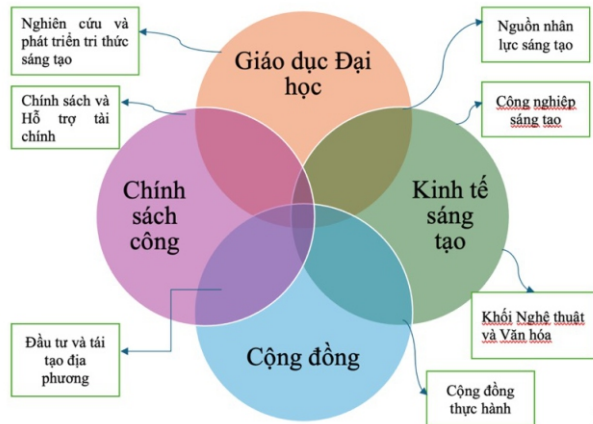 Nghiên cứu và
phát triển tri thức
sáng tạo
Giáo dục Đại
học
Nguồn nhân
lực sáng tạo
Chính sách và
Hỗ trợ tài
chính
Công nghiệp
sáng tạo
Chính
sách
công
Kinh tế
sáng
tạo
Khối Nghệ thuật
và Văn hóa
Đầu tư và tái
tạo địa
phương
Cộng đồng
Cộng đồng
thực hành